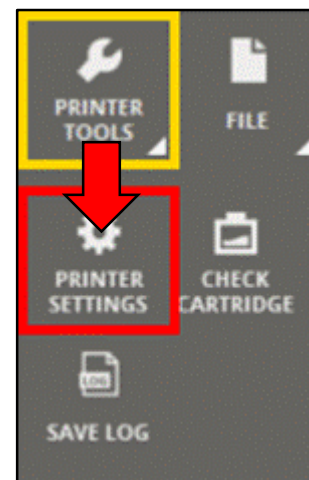 PRINTER
TOOLS
FILE
PRINTER
SETTINGS
CHECK
CARTRIDGE
LOG
SAVE LOG